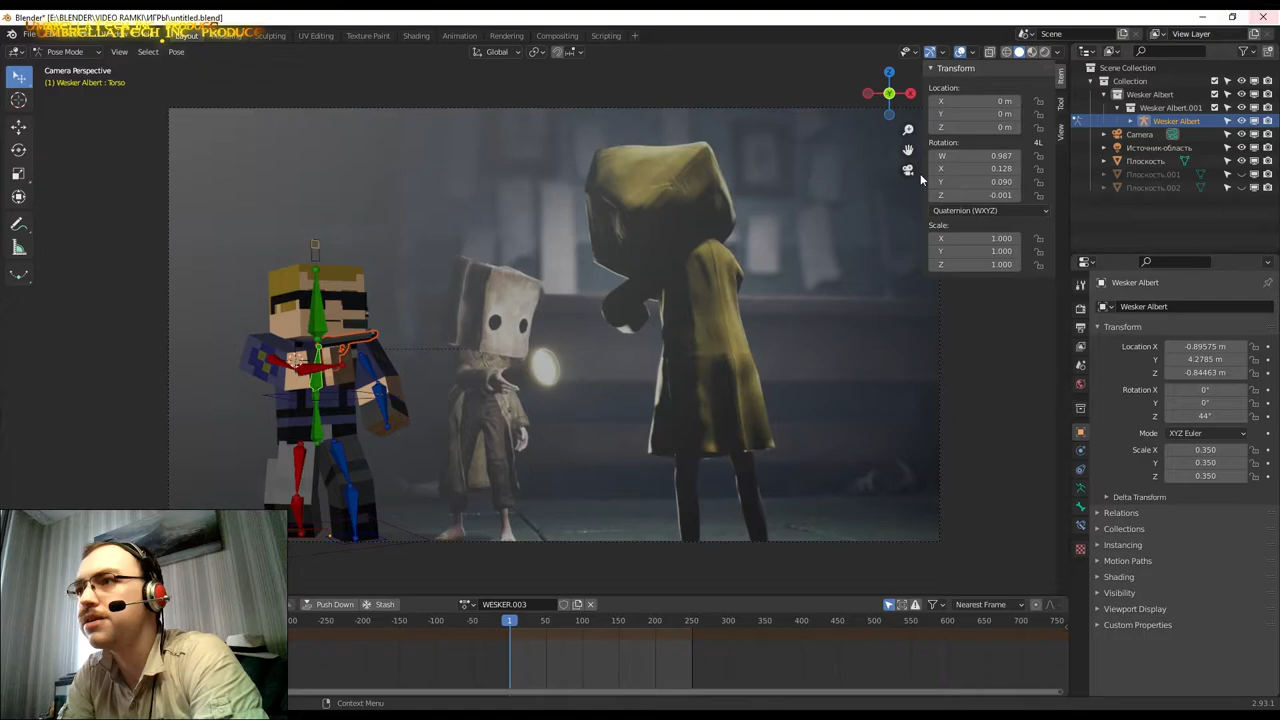 Blender* [E:\BLENDER\VIDEO RAMKI\ИГРЫ\untitled.blend]
UMBRELLA TECH INC PRODUCE
Layout
Sculpting
UV Editing
Texture Paint
Shading
Animation
Rendering
Compositing
Scripting
Scene
View Layer
Pose Mode
View
Select
Pose
Global
Camera Perspective
(1) Wesker Albert : Torso
Z
X
Y
Transform
Location:
X 0 m
Y 0 m
Z 0 m
Rotation: 4L
W 0.987
X 0.128
Y 0.090
Z -0.001
Quaternion (WXYZ)
Scale:
X 1.000
Y 1.000
Z 1.000
Item
Tool
View
Scene Collection
Collection
Wesker Albert
Wesker Albert.001
Wesker Albert
Camera
Источник-область
Плоскость
Плоскость.001
Плоскость.002
Wesker Albert
Wesker Albert
Transform
Location X -0.89575 m
Y 4.2785 m
Z -0.84463 m
Rotation X 0°
Y 0°
Z 44°
Mode XYZ Euler
Scale X 0.350
Y 0.350
Z 0.350
Delta Transform
Relations
Collections
Instancing
Motion Paths
Shading
Visibility
Viewport Display
Custom Properties
Push Down
Stash
WESKER.003
Nearest Frame
-250 -200 -150 -100 -50 1 50 100 150 200 250 300 350 400 450 500 550 600 650 700 750
Context Menu
2.93.1